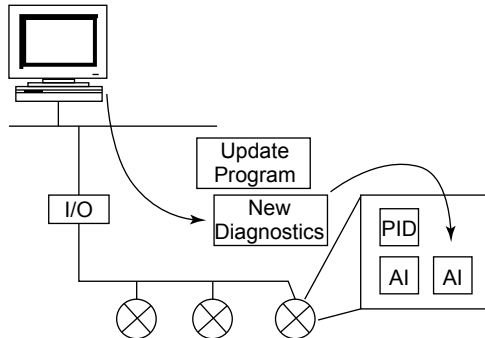 Update
Program
I/O
New
Diagnostics
PID
AI
AI